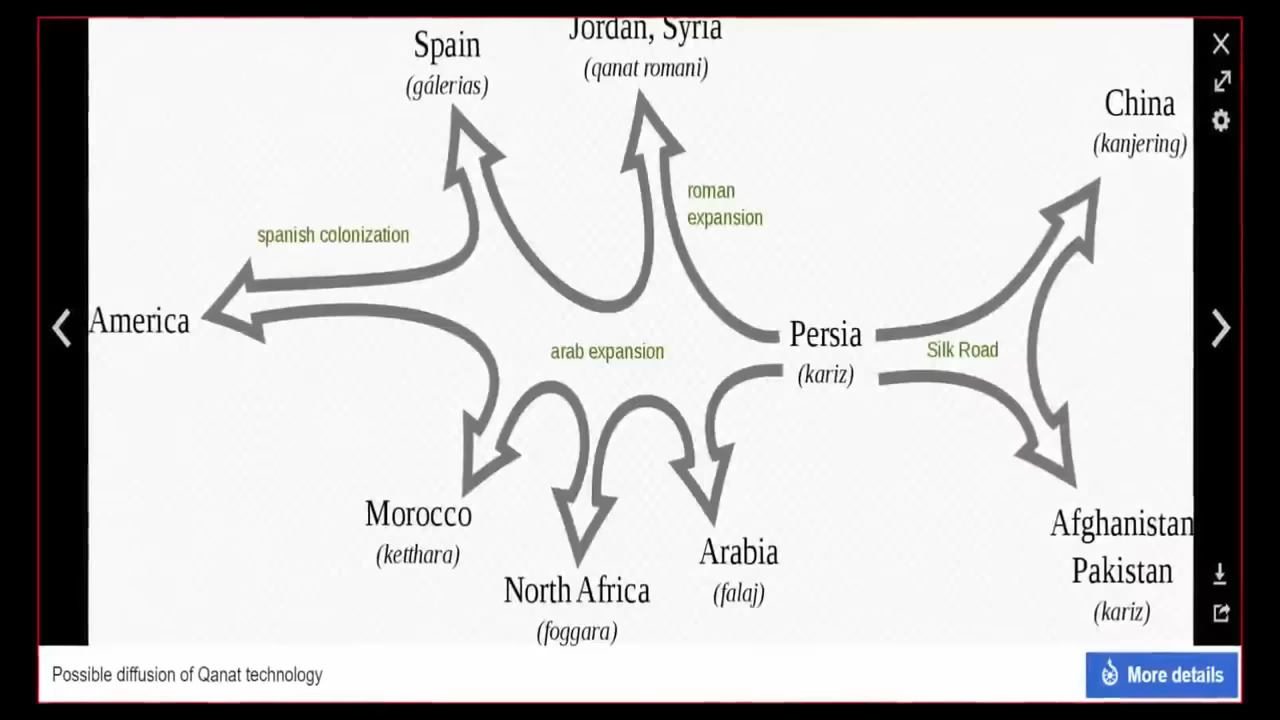 Jordan, Syria
(qanat romani)
Spain
(gálerias)
China
(kanjering)
roman
expansion
spanish colonization
America
Persia
(kariz)
arab expansion
Silk Road
Morocco
(ketthara)
North Africa
(foggara)
Arabia
(falaj)
Afghanistan
Pakistan
(kariz)
Possible diffusion of Qanat technology
More details